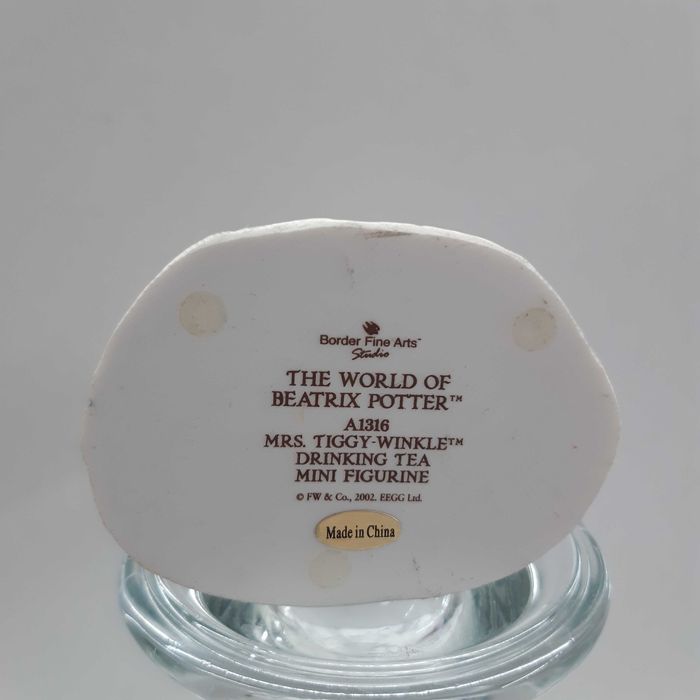 Border Fine Arts™
Studio
THE WORLD OF
BEATRIX POTTER™
A1316
MRS. TIGGY-WINKLE™
DRINKING TEA
MINI FIGURINE
© FW & Co., 2002. EEGG Ltd.
Made in China